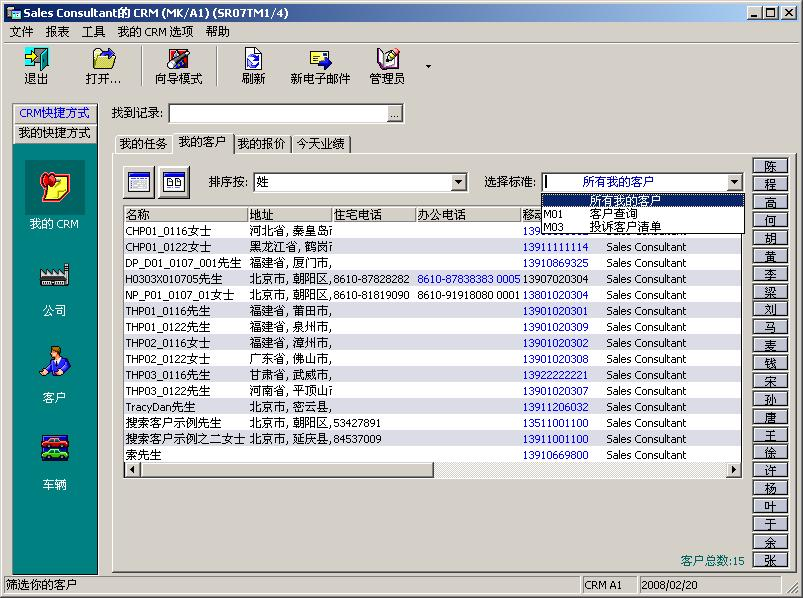 Sales Consultant的 CRM (MK/A1) (SR07TM1/4)
文件 报表 工具 我的 CRM 选项 帮助
退出 打开... 向导模式 刷新 新电子邮件 管理员
CRM快捷方式
我的快捷方式
找到记录: ...
我的任务 我的客户 我的报价 今天业绩
排序按: 姓 选择标准: 所有我的客户
所有我的客户
M01 客户查询
M03 投诉客户清单
名称 地址 住宅电话 办公电话
CHP01_0116女士 河北省, 秦皇岛
CHP01_0122女士 黑龙江省, 鹤岗 13911111114 Sales Consultant
DP_D01_0107_001先生 福建省, 厦门市, 13910869325 Sales Consultant
H0303X010705先生 北京市, 朝阳区, 8610-87828282 8610-87838383 0005 13907020304 Sales Consultant
NP_P01_0107_01女士 北京市, 朝阳区, 8610-81819090 8610-91918080 0001 13801020304 Sales Consultant
THP01_0116先生 福建省, 莆田市, 13901020301 Sales Consultant
THP01_0122先生 福建省, 泉州市, 13901020309 Sales Consultant
THP02_0116女士 福建省, 漳州市, 13901020302 Sales Consultant
THP02_0122女士 广东省, 佛山市, 13901020308 Sales Consultant
THP03_0116先生 甘肃省, 武威市, 13922222221 Sales Consultant
THP03_0122先生 河南省, 平顶山 13901020307 Sales Consultant
TracyDan先生 北京市, 密云县, 13911206032 Sales Consultant
搜索客户示例先生 北京市, 朝阳区, 53427891 13511001100 Sales Consultant
搜索客户示例之二女士 北京市, 延庆县, 84537009 13911001100 Sales Consultant
索先生 13910669800 Sales Consultant
我的 CRM
公司
客户
车辆
陈
程
高
何
胡
黄
李
梁
刘
马
麦
钱
宋
孙
唐
王
徐
许
杨
叶
于
余
张
客户总数:15
筛选你的客户 CRM A1 2008/02/20